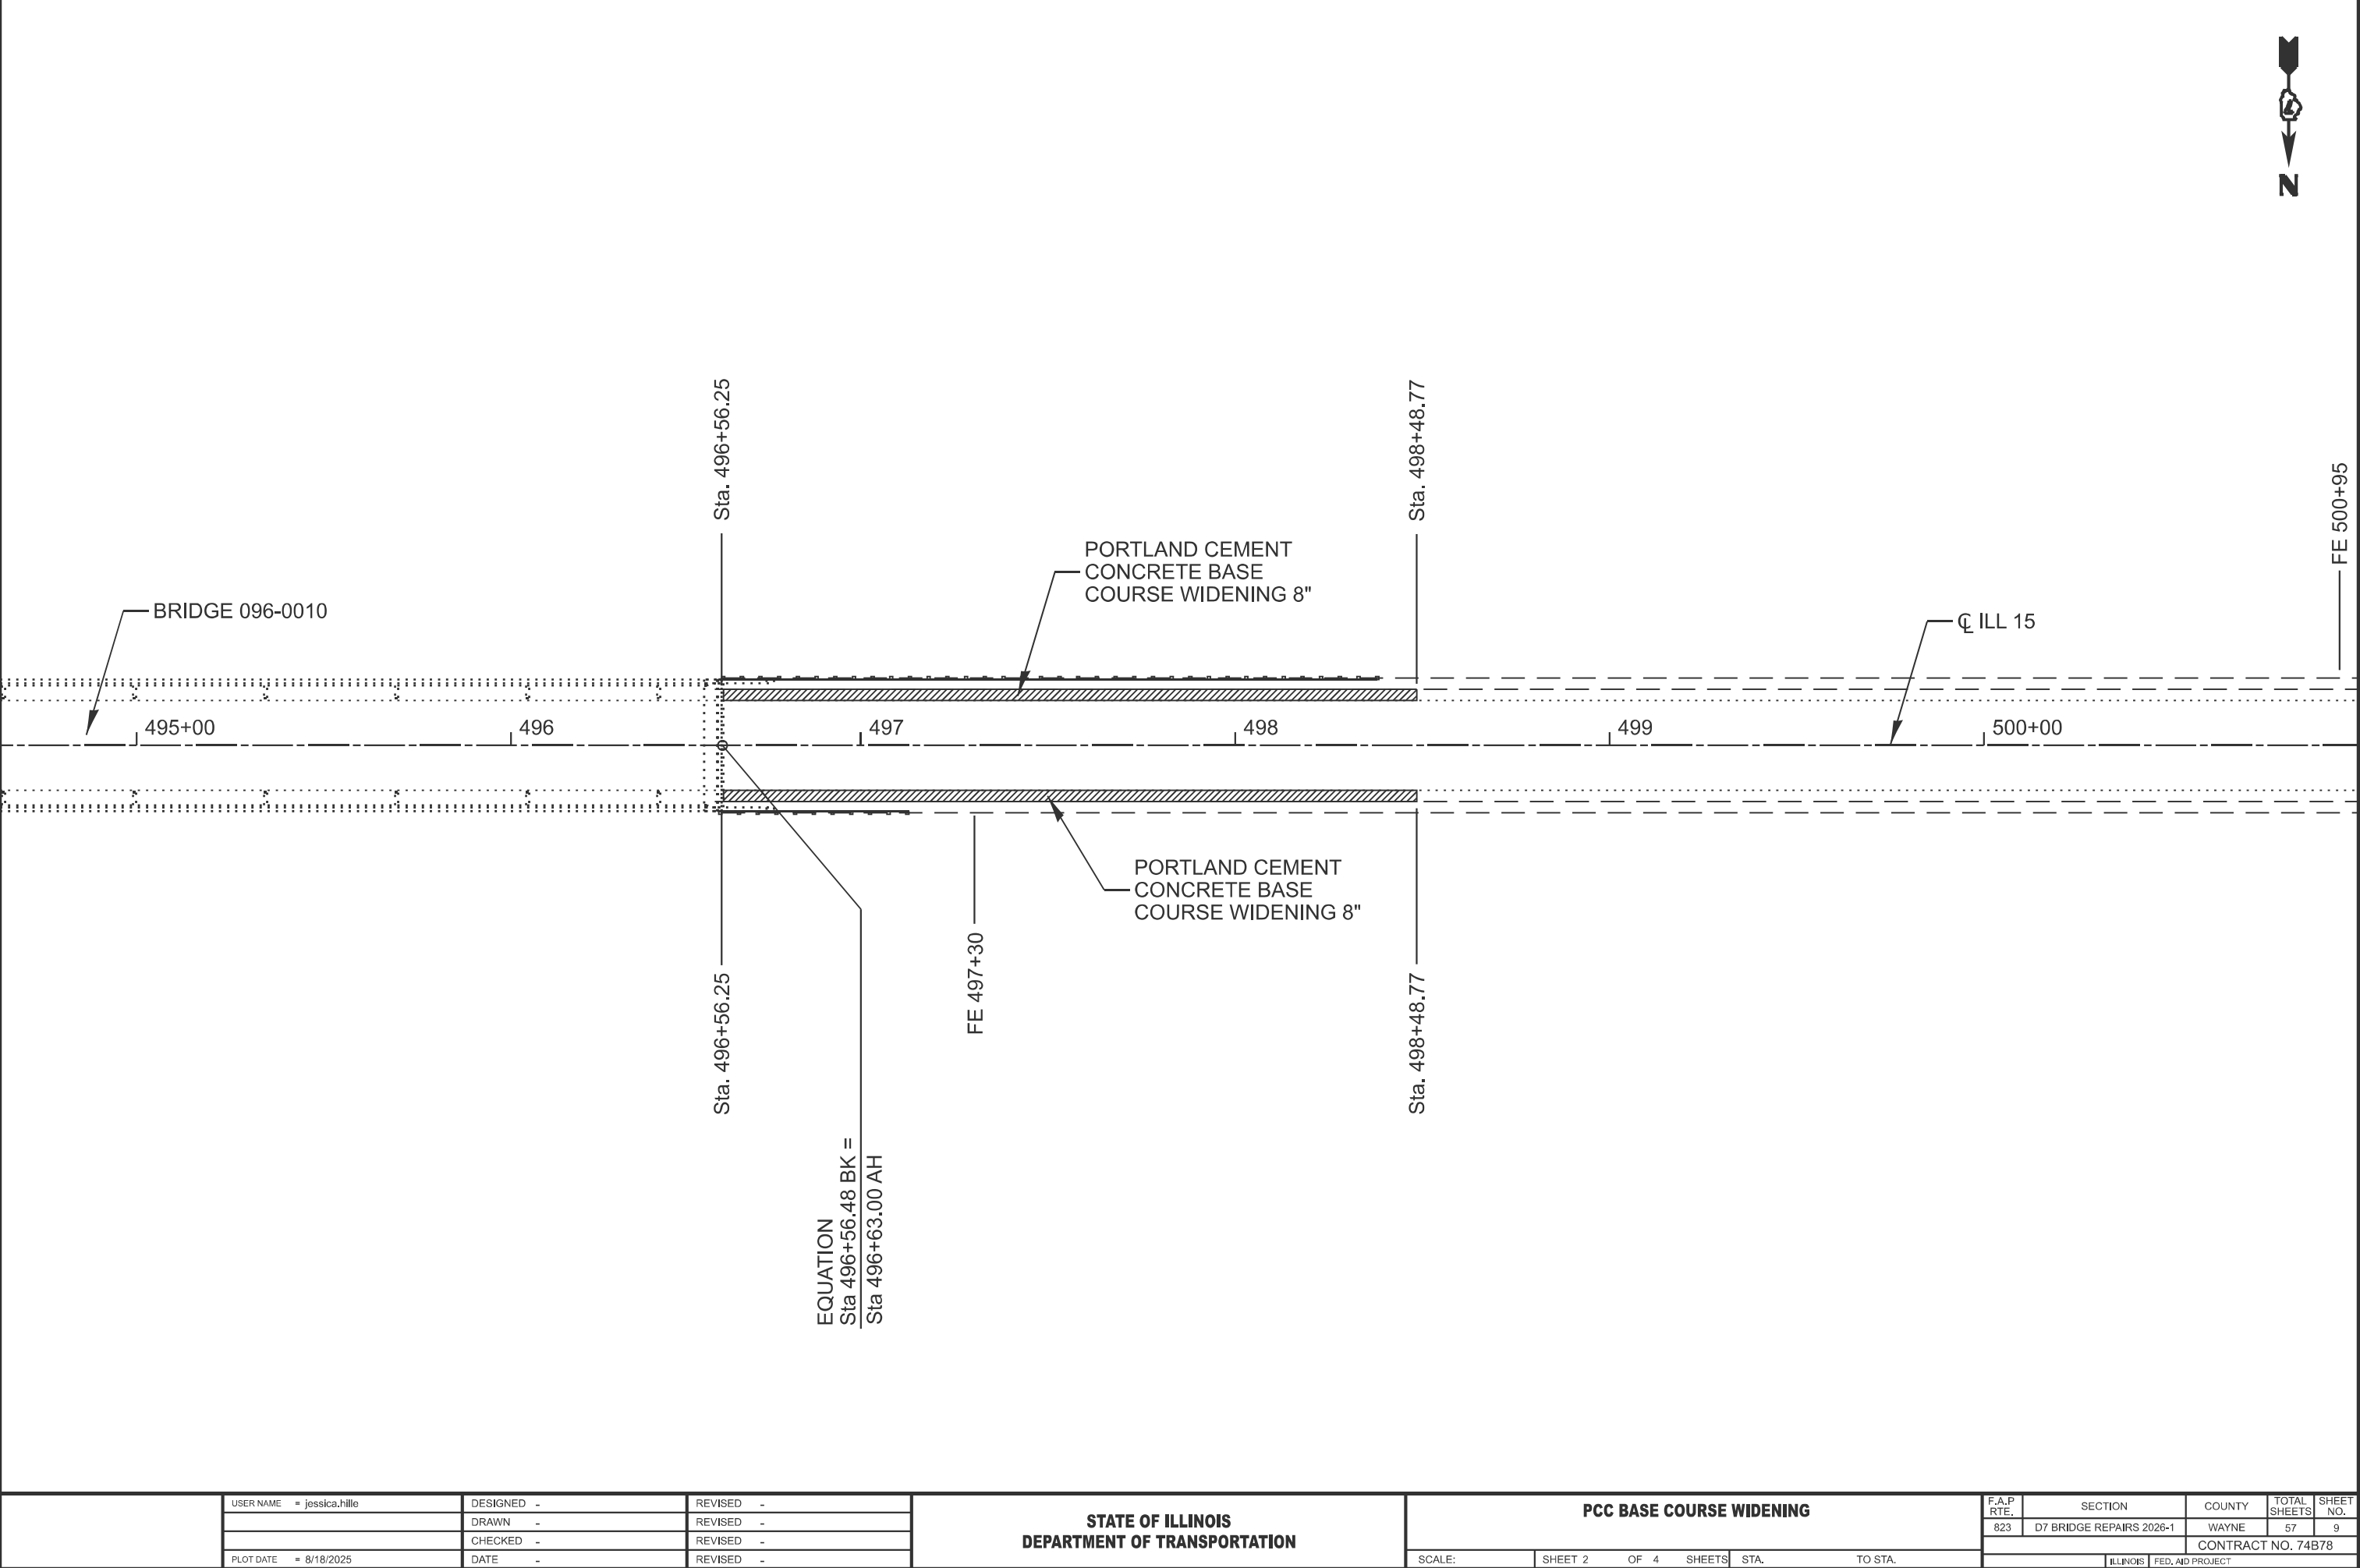 N
Sta. 496+56.25
Sta. 498+48.77
FE 500+95
PORTLAND CEMENT
CONCRETE BASE
COURSE WIDENING 8"
BRIDGE 096-0010
℄ ILL 15
495+00
496
497
498
499
500+00
PORTLAND CEMENT
CONCRETE BASE
COURSE WIDENING 8"
FE 497+30
Sta. 496+56.25
Sta. 498+48.77
EQUATION
Sta 496+56.48 BK =
Sta 496+63.00 AH
USER NAME = jessica.hille
PLOT DATE = 8/18/2025
DESIGNED -
DRAWN -
CHECKED -
DATE -
REVISED -
REVISED -
REVISED -
REVISED -
STATE OF ILLINOIS
DEPARTMENT OF TRANSPORTATION
PCC BASE COURSE WIDENING
SCALE: SHEET 2 OF 4 SHEETS STA. TO STA.
F.A.P RTE. SECTION COUNTY TOTAL SHEETS SHEET NO.
823 D7 BRIDGE REPAIRS 2026-1 WAYNE 57 9
CONTRACT NO. 74B78
ILLINOIS FED. AID PROJECT